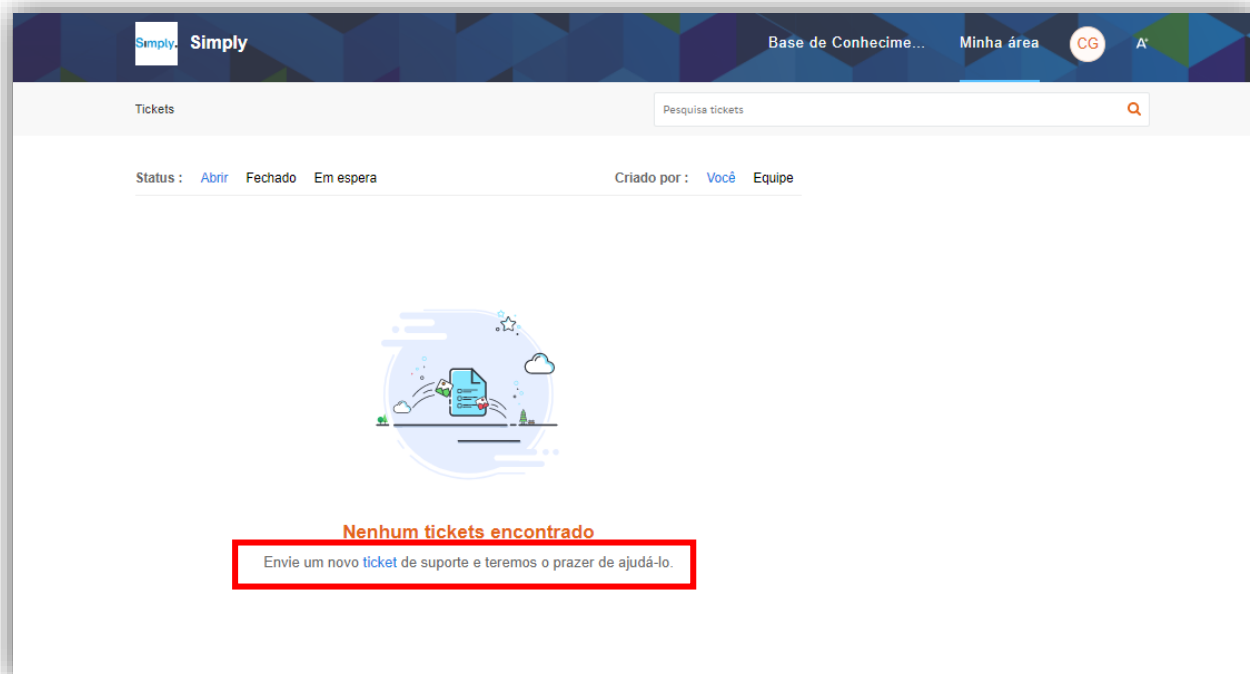 Simply. Simply Base de Conhecime... Minha área CG A⁺
Tickets Pesquisa tickets
Status : Abrir Fechado Em espera Criado por : Você Equipe
Nenhum tickets encontrado
Envie um novo ticket de suporte e teremos o prazer de ajudá-lo.